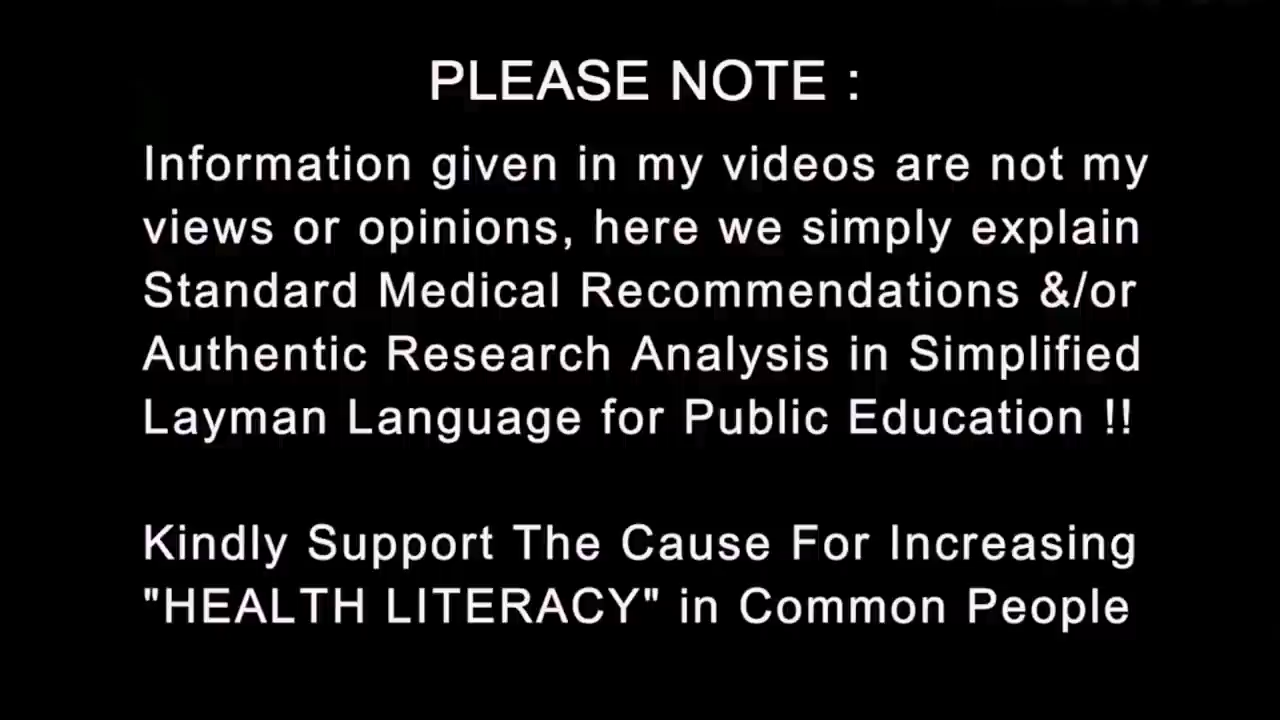 PLEASE NOTE :
Information given in my videos are not my
views or opinions, here we simply explain
Standard Medical Recommendations &/or
Authentic Research Analysis in Simplified
Layman Language for Public Education !!
Kindly Support The Cause For Increasing
"HEALTH LITERACY" in Common People